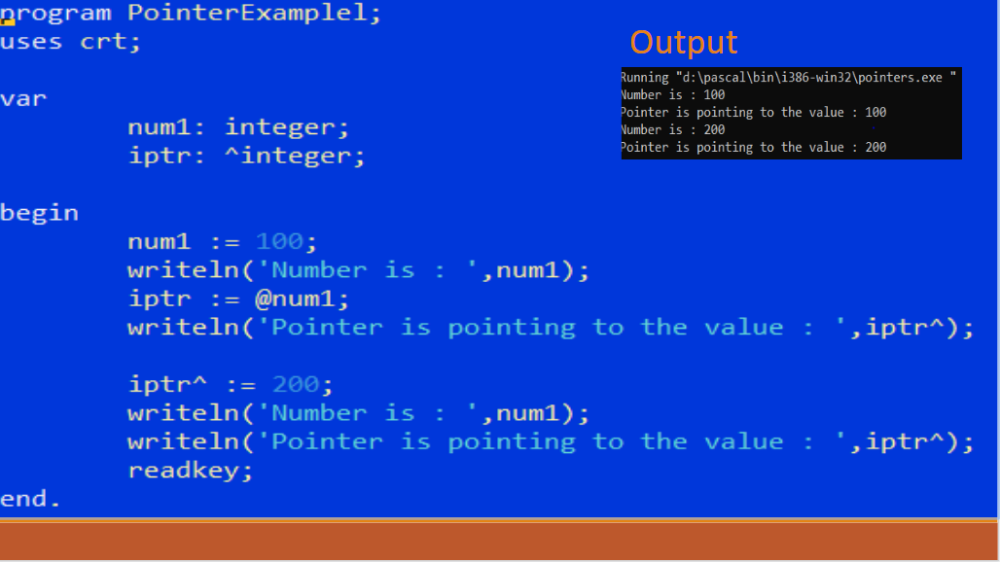 program PointerExamplel;
uses crt;
var
num1: integer;
iptr: ^integer;
begin
num1 := 100;
writeln('Number is : ',num1);
iptr := @num1;
writeln('Pointer is pointing to the value : ',iptr^);
iptr^ := 200;
writeln('Number is : ',num1);
writeln('Pointer is pointing to the value : ',iptr^);
readkey;
end.
Output
Running "d:\pascal\bin\i386-win32\pointers.exe "
Number is : 100
Pointer is pointing to the value : 100
Number is : 200
Pointer is pointing to the value : 200